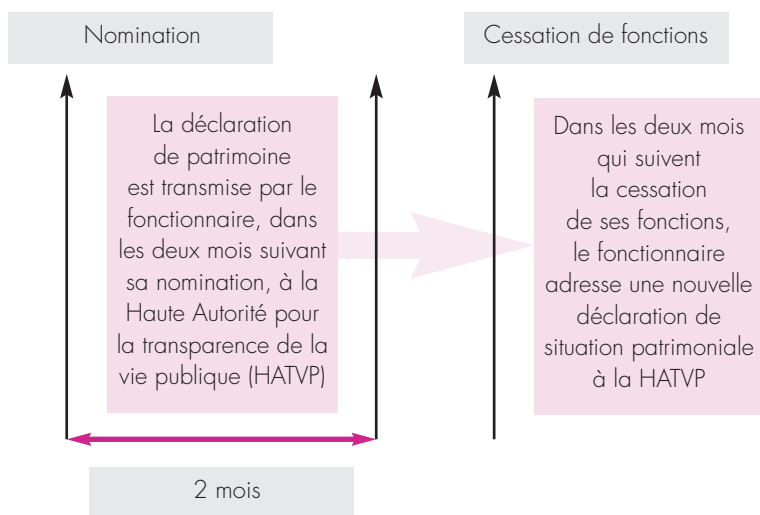 Nomination
Cessation de fonctions
La déclaration
de patrimoine
est transmise par le
fonctionnaire, dans
les deux mois suivant
sa nomination, à la
Haute Autorité pour
la transparence de la
vie publique (HATVP)
Dans les deux mois
qui suivent
la cessation
de ses fonctions,
le fonctionnaire
adresse une nouvelle
déclaration de
situation patrimoniale
à la HATVP
2 mois